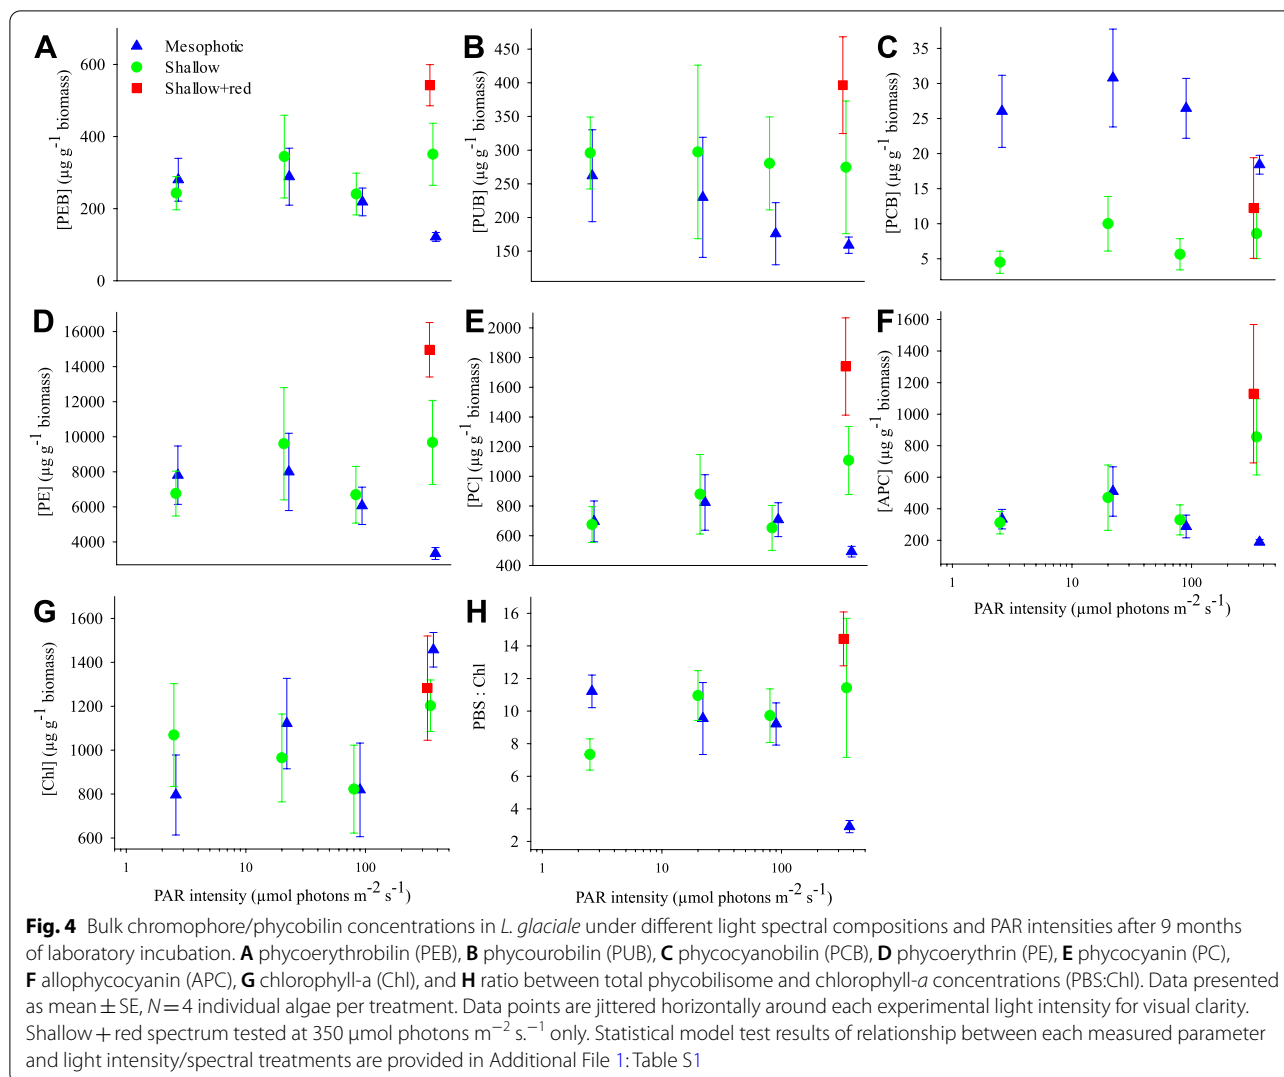 A
Mesophotic
Shallow
Shallow+red
[PEB] (µg g-1 biomass)
600
400
200
0
B
[PUB] (µg g-1 biomass)
450
400
350
300
250
200
150
C
[PCB] (µg g-1 biomass)
35
30
25
20
15
10
5
D
[PE] (µg g-1 biomass)
16000
14000
12000
10000
8000
6000
4000
E
[PC] (µg g-1 biomass)
2000
1800
1600
1400
1200
1000
800
600
400
F
[APC] (µg g-1 biomass)
1600
1400
1200
1000
800
600
400
200
1 10 100
PAR intensity (µmol photons m-2 s-1)
G
[Chl] (µg g-1 biomass)
1600
1400
1200
1000
800
600
1 10 100
PAR intensity (µmol photons m-2 s-1)
H
PBS : Chl
16
14
12
10
8
6
4
2
1 10 100
PAR intensity (µmol photons m-2 s-1)
Fig. 4 Bulk chromophore/phycobilin concentrations in L. glaciale under different light spectral compositions and PAR intensities after 9 months
of laboratory incubation. A phycoerythrobilin (PEB), B phycourobilin (PUB), C phycocyanobilin (PCB), D phycoerythrin (PE), E phycocyanin (PC),
F allophycocyanin (APC), G chlorophyll-a (Chl), and H ratio between total phycobilisome and chlorophyll-a concentrations (PBS:Chl). Data presented
as mean ± SE, N = 4 individual algae per treatment. Data points are jittered horizontally around each experimental light intensity for visual clarity.
Shallow + red spectrum tested at 350 µmol photons m−2 s.−1 only. Statistical model test results of relationship between each measured parameter
and light intensity/spectral treatments are provided in Additional File 1: Table S1